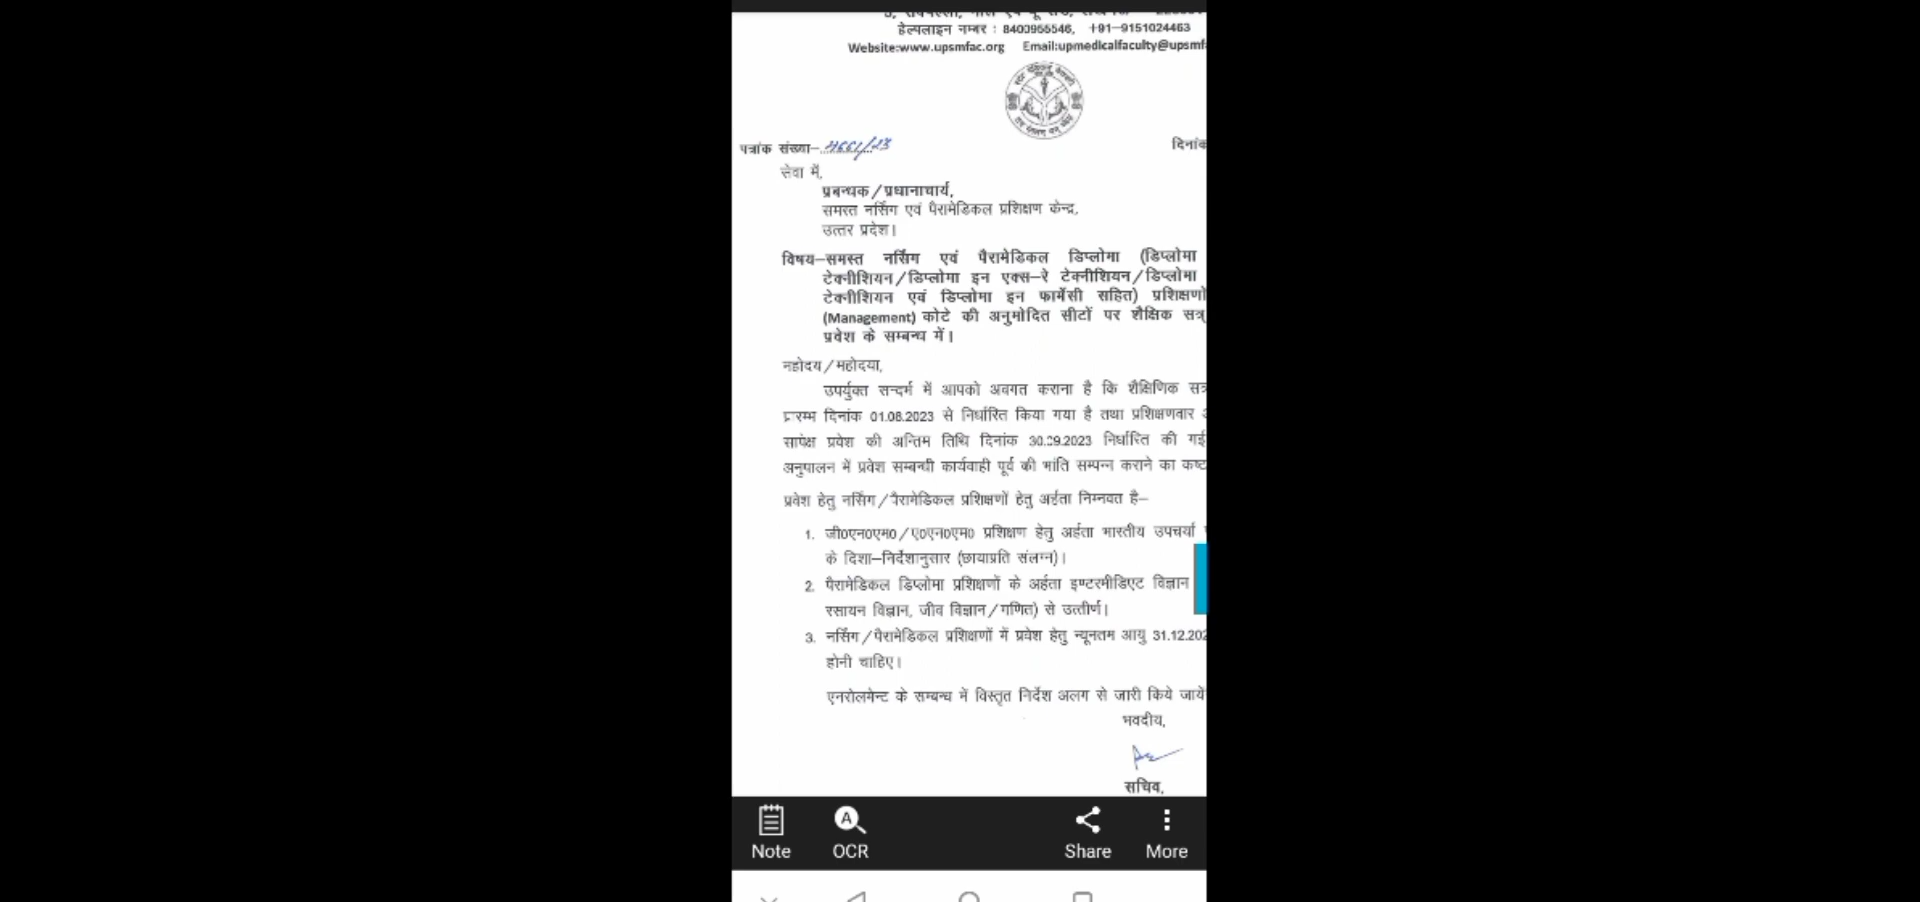 हेल्पलाइन नम्बर : 8400955546, +91-9151024463
Website:www.upsmfac.org Email:upmedicalfaculty@upsmf
पत्रांक संख्या– /23 दिनांक
सेवा में,
प्रबन्धक/प्रधानाचार्य,
समस्त नर्सिंग एवं पैरामेडिकल प्रशिक्षण केन्द्र,
उत्तर प्रदेश।
विषय–समस्त नर्सिंग एवं पैरामेडिकल डिप्लोमा (डिप्लोमा
टेक्नीशियन/डिप्लोमा इन एक्स–रे टेक्नीशियन/डिप्लोमा
टेक्नीशियन एवं डिप्लोमा इन फार्मेसी सहित) प्रशिक्षणों
(Management) कोटे की अनुमोदित सीटों पर शैक्षिक सत्र
प्रवेश के सम्बन्ध में।
महोदय/महोदया,
उपर्युक्त सन्दर्भ में आपको अवगत कराना है कि शैक्षिणिक सत्र
प्रारम्भ दिनांक 01.08.2023 से निर्धारित किया गया है तथा प्रशिक्षणवार
सापेक्ष प्रवेश की अन्तिम तिथि दिनांक 30.09.2023 निर्धारित की गई
अनुपालन में प्रवेश सम्बन्धी कार्यवाही पूर्व की भांति सम्पन्न कराने का कष्ट
प्रवेश हेतु नर्सिंग/पैरामेडिकल प्रशिक्षणों हेतु अर्हता निम्नवत है–
1. जी0एन0एम0/ए0एन0एम0 प्रशिक्षण हेतु अर्हता भारतीय उपचर्या
के दिशा–निर्देशानुसार (छायाप्रति संलग्न)।
2. पैरामेडिकल डिप्लोमा प्रशिक्षणों के अर्हता इण्टरमीडिएट विज्ञान
रसायन विज्ञान, जीव विज्ञान/गणित) से उत्तीर्ण।
3. नर्सिंग/पैरामेडिकल प्रशिक्षणों में प्रवेश हेतु न्यूनतम आयु 31.12.202
होनी चाहिए।
एनरोलमेन्ट के सम्बन्ध में विस्तृत निर्देश अलग से जारी किये जायें
भवदीय,
सचिव,
Note OCR Share More